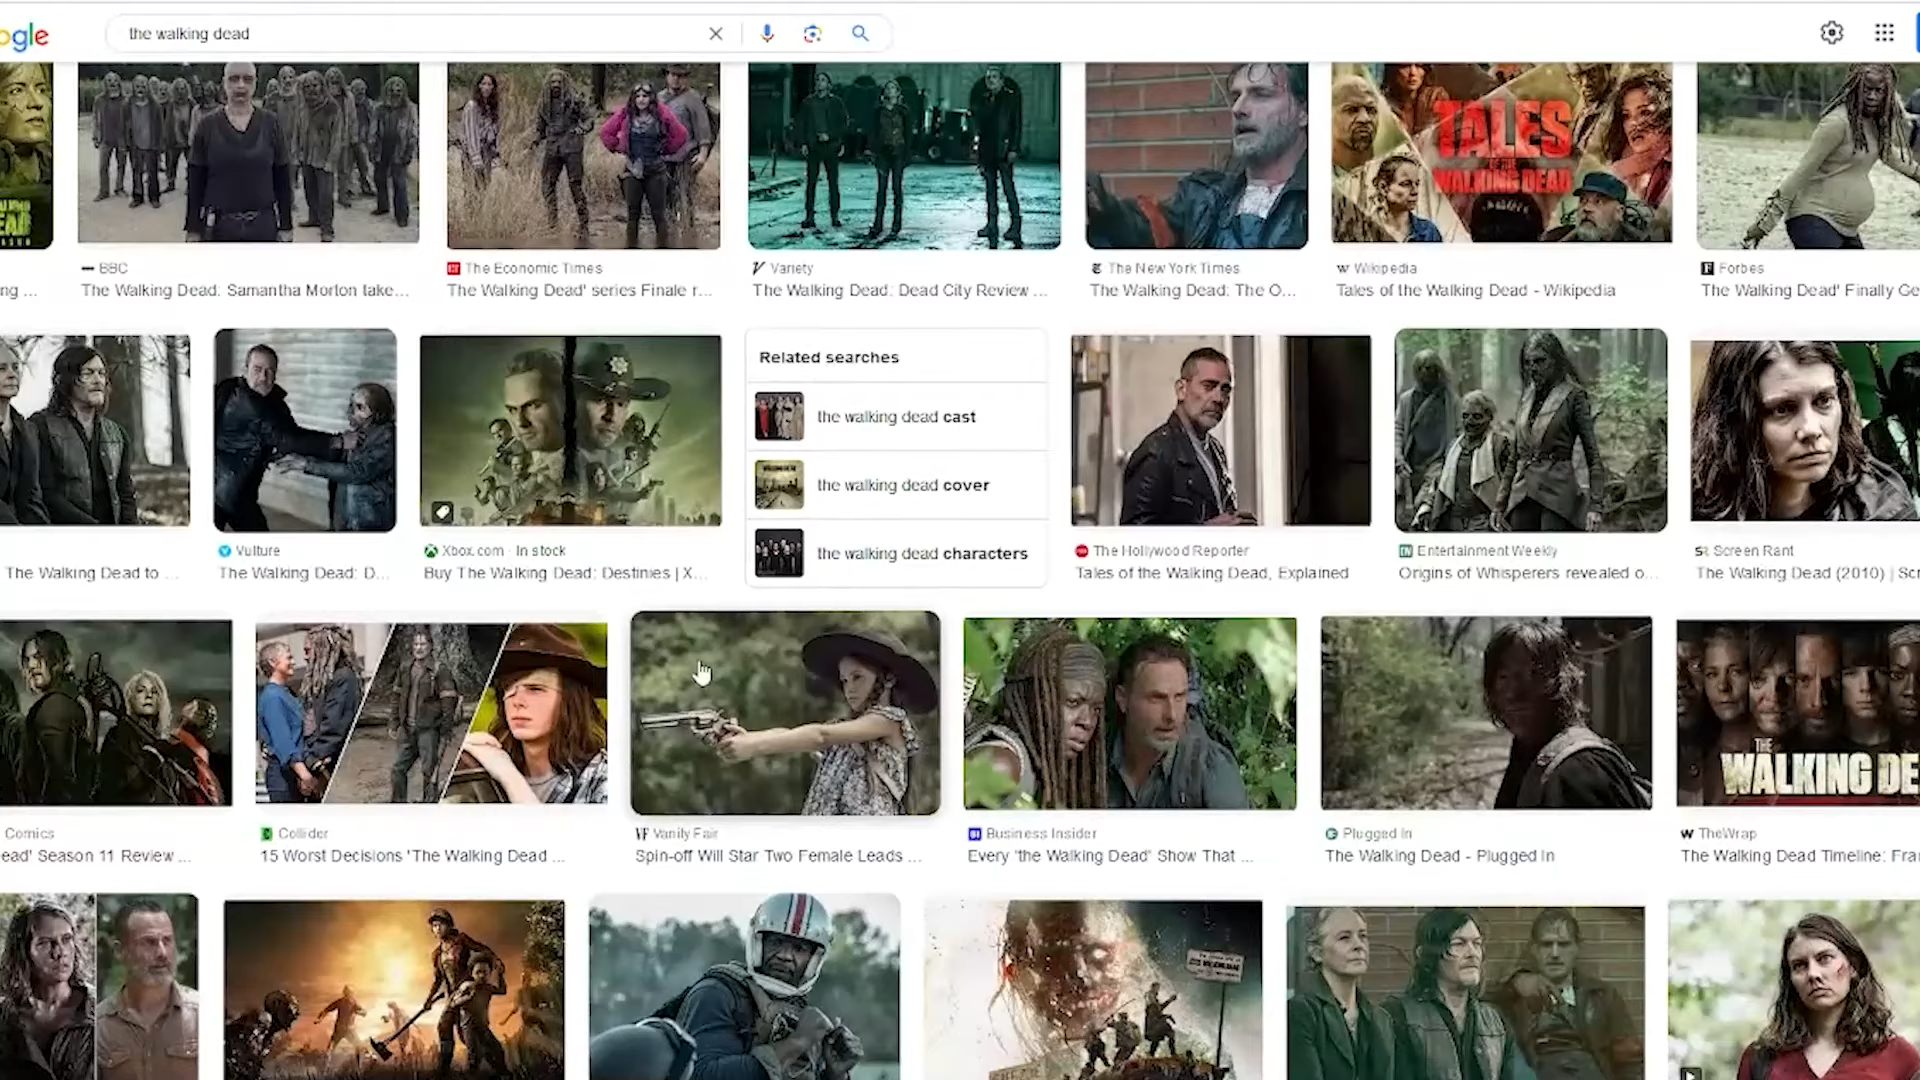 ogle
the walking dead
BBC
The Walking Dead: Samantha Morton take...
The Economic Times
The Walking Dead' series Finale r...
Variety
The Walking Dead: Dead City Review ...
The New York Times
The Walking Dead: The O...
TALES
OF THE
WALKING DEAD
Wikipedia
Tales of the Walking Dead - Wikipedia
Forbes
The Walking Dead' Finally Ge
ng ...
Related searches
the walking dead cast
the walking dead cover
the walking dead characters
The Walking Dead to ...
Vulture
The Walking Dead: D...
Xbox.com · In stock
Buy The Walking Dead: Destinies | X...
The Hollywood Reporter
Tales of the Walking Dead, Explained
Entertainment Weekly
Origins of Whisperers revealed o...
Screen Rant
The Walking Dead (2010) | Scr
THE
WALKING DE
Comics
ead' Season 11 Review ...
Collider
15 Worst Decisions 'The Walking Dead ...
VF Vanity Fair
Spin-off Will Star Two Female Leads ...
Business Insider
Every 'the Walking Dead' Show That ...
Plugged In
The Walking Dead - Plugged In
TheWrap
The Walking Dead Timeline: Fra